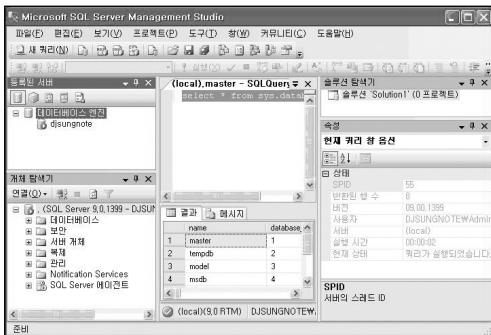 Microsoft SQL Server Management Studio
파일(F) 편집(E) 보기(V) 프로젝트(P) 도구(T) 창(W) 커뮤니티(C) 도움말(H)
새 쿼리(N)
등록된 서버
데이터베이스 엔진
djsungnote
개체 탐색기
연결(O)
. (SQL Server 9.0.1399 - DJSUN
데이터베이스
보안
서버 개체
복제
관리
Notification Services
SQL Server 에이전트
(local).master - SQLQuery
select * from sys.datab
결과 메시지
name database_
1 master 1
2 tempdb 2
3 model 3
4 msdb 4
(local)(9.0 RTM) DJSUNGNOTE₩
솔루션 탐색기
솔루션 'Solution1' (0 프로젝트)
속성
현재 쿼리 창 옵션
상태
SPID 55
반환된 행 수 8
버전 09.00.1399
사용자 DJSUNGNOTE₩Admin
서버 (local)
실행 시간 00:00:02
현재 상태 쿼리가 실행되었습니다.
SPID
서버의 스레드 ID
준비